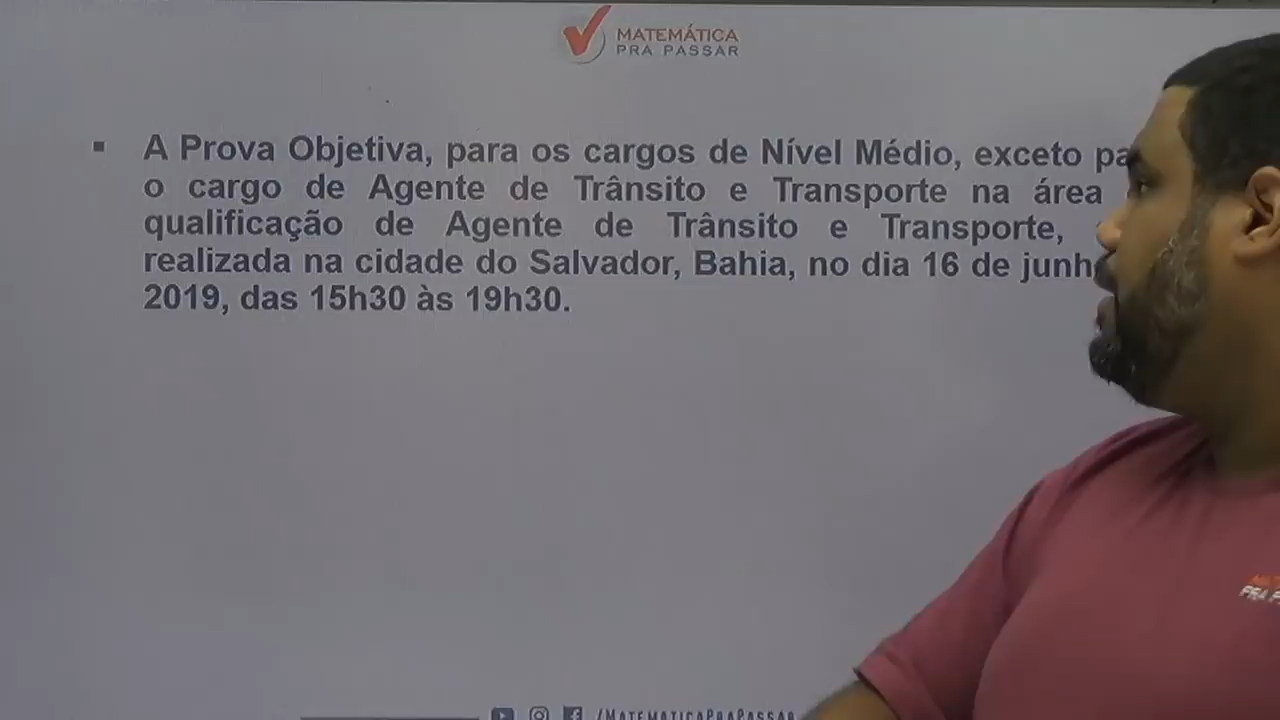 MATEMÁTICA
PRA PASSAR
▪ A Prova Objetiva, para os cargos de Nível Médio, exceto pa
o cargo de Agente de Trânsito e Transporte na área
qualificação de Agente de Trânsito e Transporte,
realizada na cidade do Salvador, Bahia, no dia 16 de junh
2019, das 15h30 às 19h30.
PRA P
/MATEMATICAPRAPASSAR